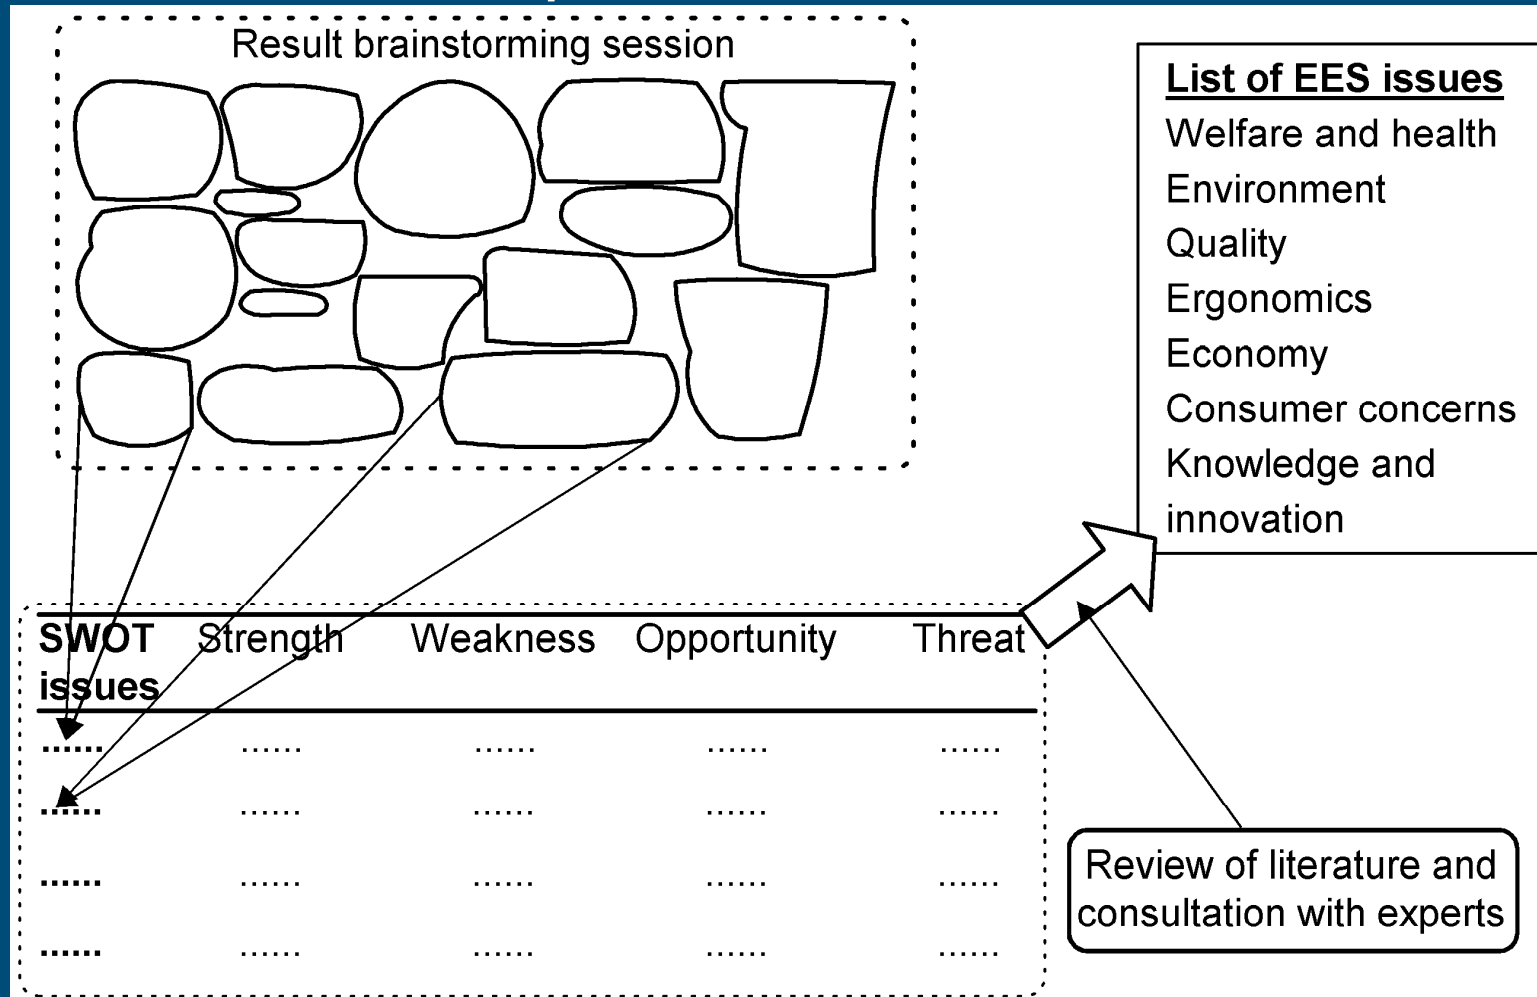 Result brainstorming session
List of EES issues
Welfare and health
Environment
Quality
Ergonomics
Economy
Consumer concerns
Knowledge and
innovation
SWOT Strength Weakness Opportunity Threat
issues
...... ...... ...... ...... ......
...... ...... ...... ...... ......
...... ...... ...... ...... ......
...... ...... ...... ...... ......
Review of literature and
consultation with experts